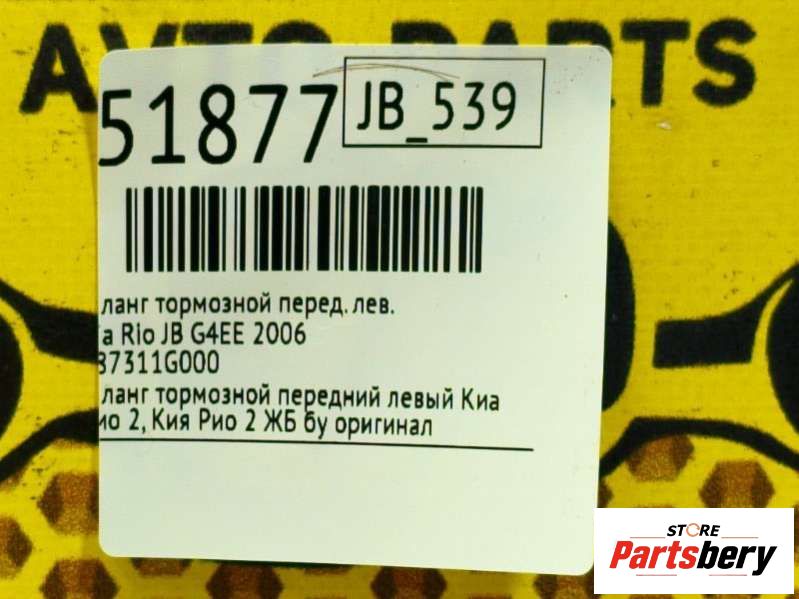 AVTO PARTS
51877
JB_539
ланг тормозной перед. лев.
ia Rio JB G4EE 2006
87311G000
ланг тормозной передний левый Киа
ио 2, Кия Рио 2 ЖБ бу оригинал
STORE
Partsbery